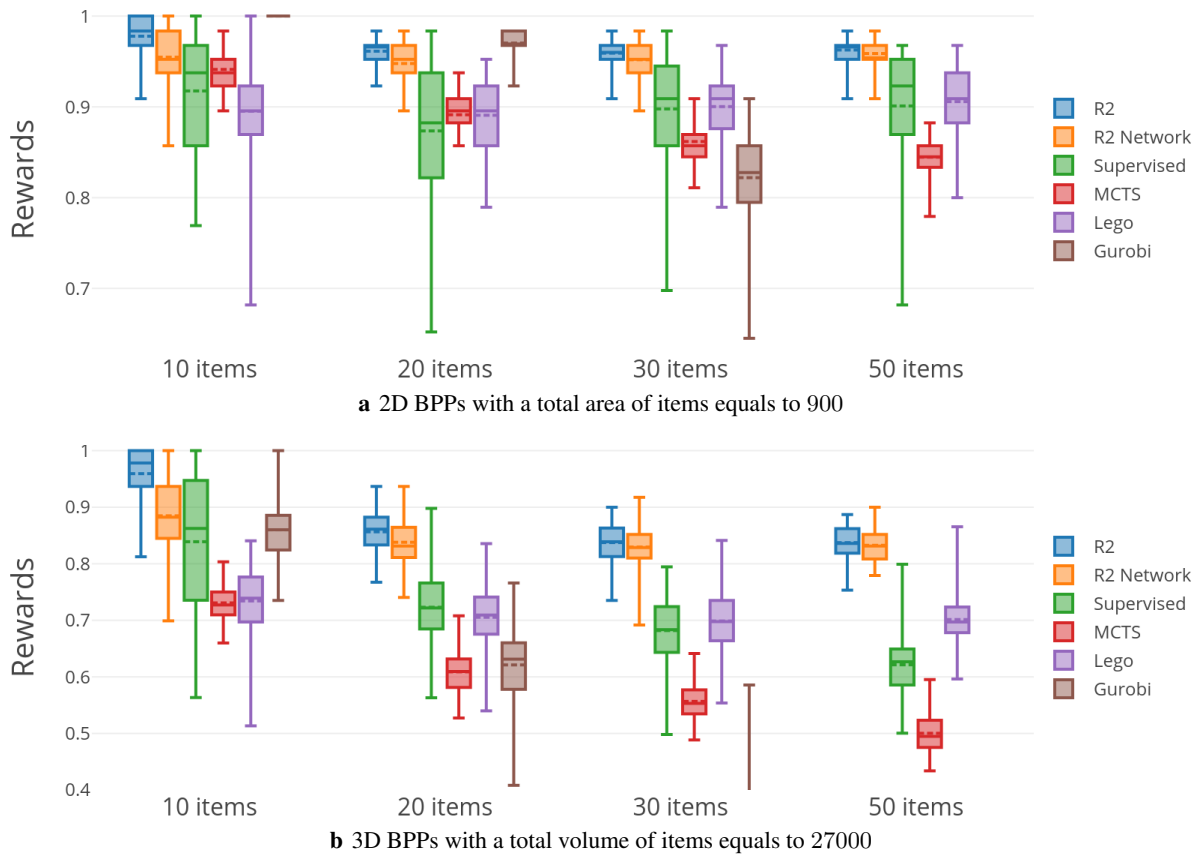 1
0.9
0.8
0.7
Rewards
10 items
20 items
30 items
50 items
R2
R2 Network
Supervised
MCTS
Lego
Gurobi
a 2D BPPs with a total area of items equals to 900
1
0.9
0.8
0.7
0.6
0.5
0.4
Rewards
10 items
20 items
30 items
50 items
R2
R2 Network
Supervised
MCTS
Lego
Gurobi
b 3D BPPs with a total volume of items equals to 27000